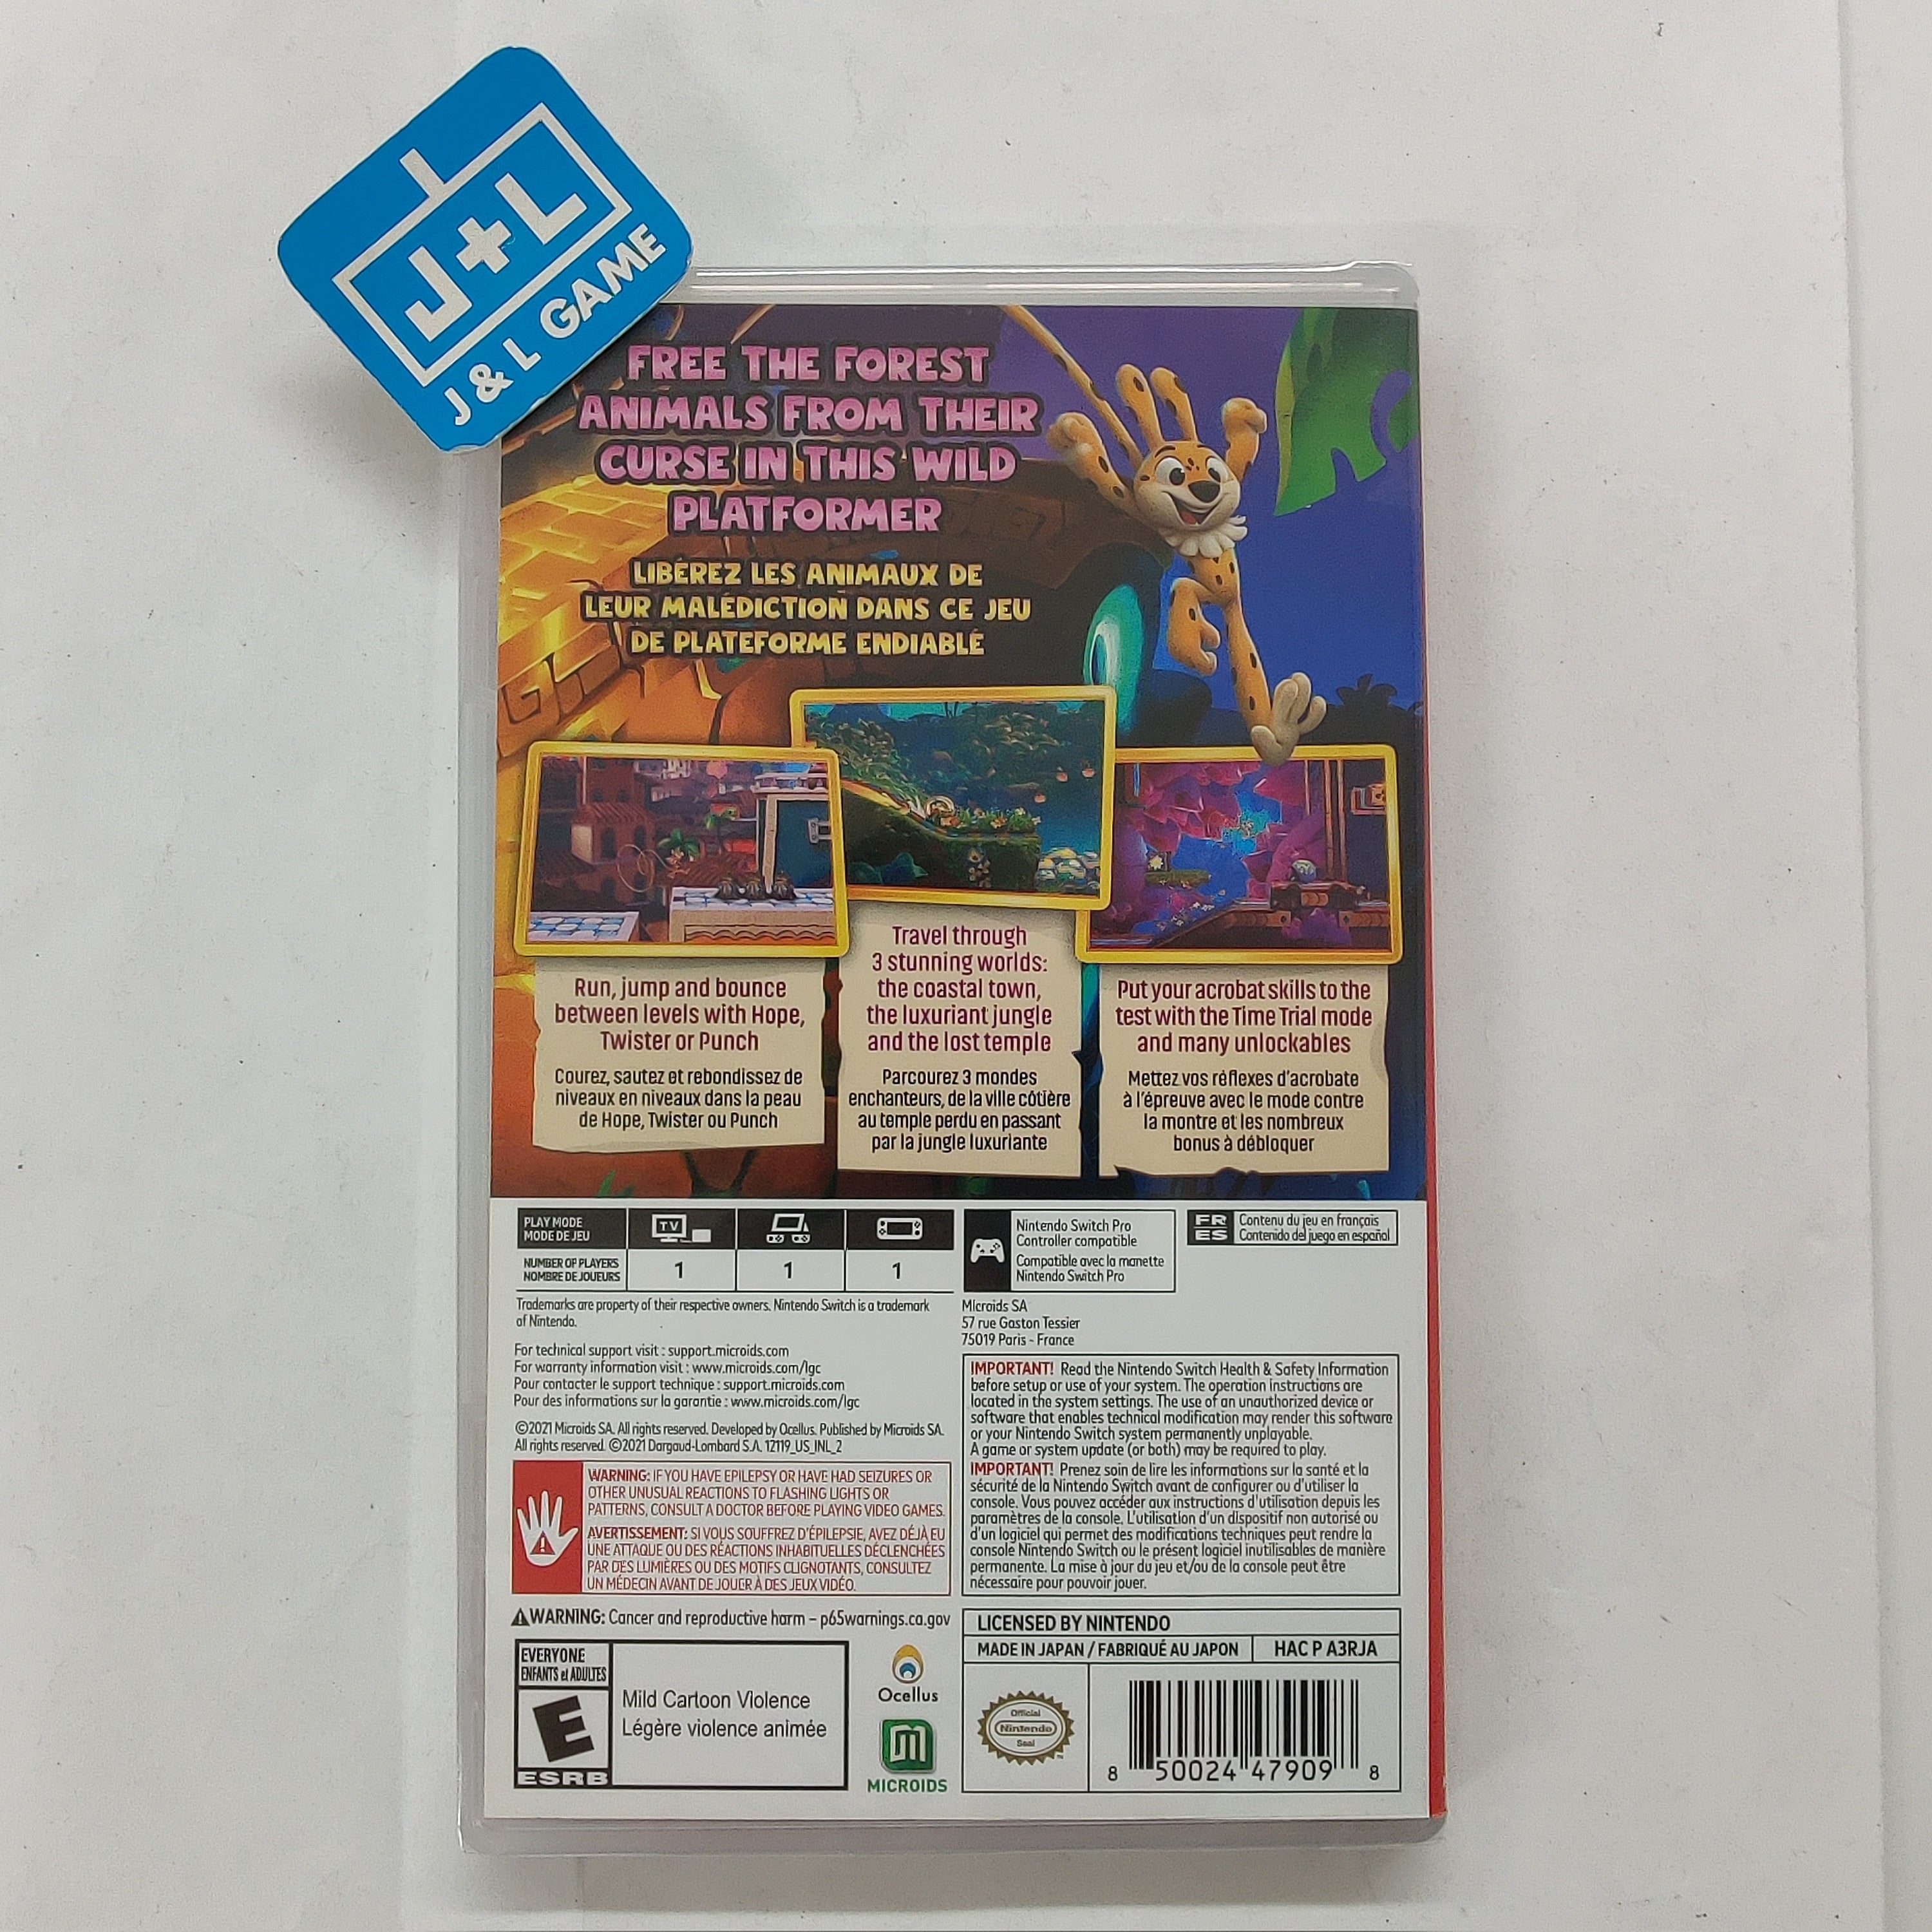 J+L
J & L GAME
FREE THE FOREST
ANIMALS FROM THEIR
CURSE IN THIS WILD
PLATFORMER
LIBÉREZ LES ANIMAUX DE
LEUR MALÉDICTION DANS CE JEU
DE PLATEFORME ENDIABLÉ
Run, jump and bounce
between levels with Hope,
Twister or Punch
Courez, sautez et rebondissez de
niveaux en niveaux dans la peau
de Hope, Twister ou Punch
Travel through
3 stunning worlds:
the coastal town,
the luxuriant jungle
and the lost temple
Parcourez 3 mondes
enchanteurs, de la ville côtière
au temple perdu en passant
par la jungle luxuriante
Put your acrobat skills to the
test with the Time Trial mode
and many unlockables
Mettez vos réflexes d'acrobate
à l'épreuve avec le mode contre
la montre et les nombreux
bonus à débloquer
PLAY MODE
MODE DE JEU
TV
NUMBER OF PLAYERS
NOMBRE DE JOUEURS
1 1 1
Nintendo Switch Pro
Controller compatible
Compatible avec la manette
Nintendo Switch Pro
FR Contenu du jeu en français
ES Contenido del juego en español
Trademarks are property of their respective owners. Nintendo Switch is a trademark
of Nintendo.
For technical support visit : support.microids.com
For warranty information visit : www.microids.com/lgc
Pour contacter le support technique : support.microids.com
Pour des informations sur la garantie : www.microids.com/lgc
©2021 Microids SA. All rights reserved. Developed by Ocellus. Published by Microids SA.
All rights reserved. ©2021 Dargaud-Lombard S.A. 12119_US_INL_2
Microids SA
57 rue Gaston Tessier
75019 Paris - France
WARNING: IF YOU HAVE EPILEPSY OR HAVE HAD SEIZURES OR
OTHER UNUSUAL REACTIONS TO FLASHING LIGHTS OR
PATTERNS, CONSULT A DOCTOR BEFORE PLAYING VIDEO GAMES.
AVERTISSEMENT: SI VOUS SOUFFREZ D'ÉPILEPSIE, AVEZ DÉJÀ EU
UNE ATTAQUE OU DES RÉACTIONS INHABITUELLES DÉCLENCHÉES
PAR DES LUMIÈRES OU DES MOTIFS CLIGNOTANTS, CONSULTEZ
UN MÉDECIN AVANT DE JOUER À DES JEUX VIDÉO.
IMPORTANT! Read the Nintendo Switch Health & Safety Information
before setup or use of your system. The operation instructions are
located in the system settings. The use of an unauthorized device or
software that enables technical modification may render this software
or your Nintendo Switch system permanently unplayable.
A game or system update (or both) may be required to play.
IMPORTANT! Prenez soin de lire les informations sur la santé et la
sécurité de la Nintendo Switch avant de configurer ou d'utiliser la
console. Vous pouvez accéder aux instructions d'utilisation depuis les
paramètres de la console. L'utilisation d'un dispositif non autorisé ou
d'un logiciel qui permet des modifications techniques peut rendre la
console Nintendo Switch ou le présent logiciel inutilisables de manière
permanente. La mise à jour du jeu et/ou de la console peut être
nécessaire pour pouvoir jouer.
WARNING: Cancer and reproductive harm – p65warnings.ca.gov
EVERYONE
ENFANTS et ADULTES
E
ESRB
Mild Cartoon Violence
Légère violence animée
Ocellus
MICROIDS
LICENSED BY NINTENDO
MADE IN JAPAN / FABRIQUÉ AU JAPON
HAC P A3RJA
Official
Nintendo
Seal
8 50024 47909 8